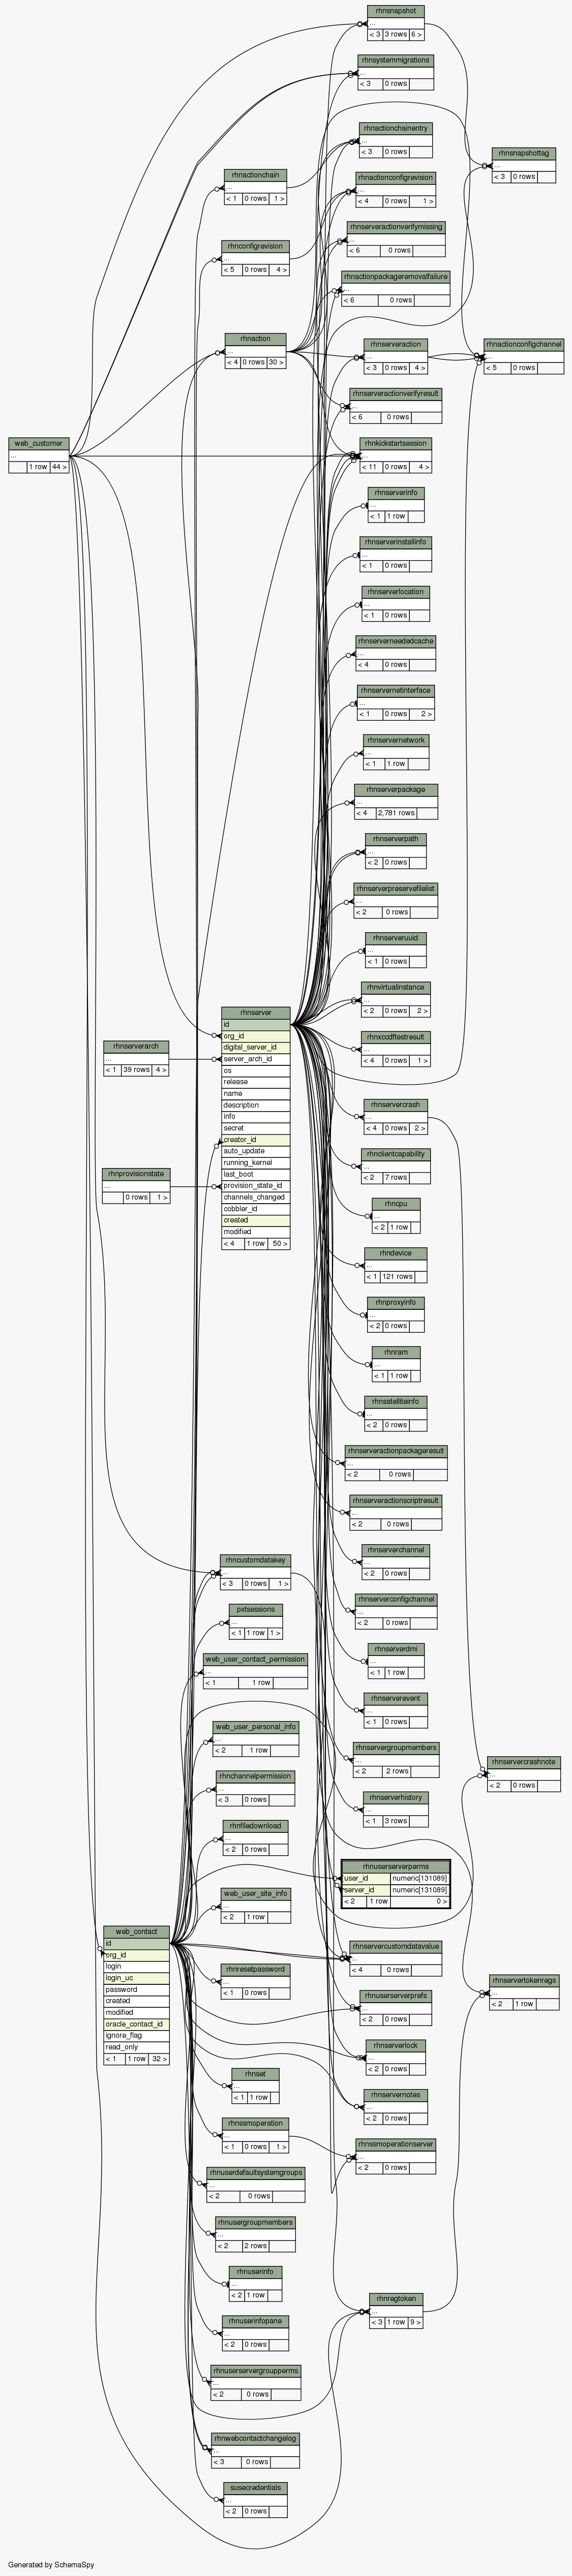 rhnsnapshot
...
< 3 3 rows 6 >
rhnsystemmigrations
...
< 3 0 rows
rhnactionchainentry
...
< 3 0 rows
rhnsnapshottag
...
< 3 0 rows
rhnactionchain
...
< 1 0 rows 1 >
rhnactionconfigrevision
...
< 4 0 rows 1 >
rhnserveractionverifymissing
...
< 6 0 rows
rhnconfigrevision
...
< 5 0 rows 4 >
rhnactionpackageremovalfailure
...
< 6 0 rows
rhnaction
...
< 4 0 rows 30 >
rhnserveraction
...
< 3 0 rows 4 >
rhnactionconfigchannel
...
< 5 0 rows
rhnserveractionverifyresult
...
< 6 0 rows
web_customer
...
1 row 44 >
rhnkickstartsession
...
< 11 0 rows 4 >
rhnserverinfo
...
< 1 1 row
rhnserverinstallinfo
...
< 1 0 rows
rhnserverlocation
...
< 1 0 rows
rhnserverneededcache
...
< 4 0 rows
rhnservernetinterface
...
< 1 0 rows 2 >
rhnservernetwork
...
< 1 1 row
rhnserverpackage
...
< 4 2,781 rows
rhnserverpath
...
< 2 0 rows
rhnserverpreservefilelist
...
< 2 0 rows
rhnserveruuid
...
< 1 0 rows
rhnvirtualinstance
...
< 2 0 rows 2 >
rhnxccdftestresult
...
< 4 0 rows 1 >
rhnserver
id
org_id
digital_server_id
server_arch_id
os
release
name
description
info
secret
creator_id
auto_update
running_kernel
last_boot
provision_state_id
channels_changed
cobbler_id
created
modified
< 4 1 row 50 >
rhnserverarch
...
< 1 39 rows 4 >
rhnprovisionstate
...
0 rows 1 >
rhnservercrash
...
< 4 0 rows 2 >
rhnclientcapability
...
< 2 7 rows
rhncpu
...
< 2 1 row
rhndevice
...
< 1 121 rows
rhnproxyinfo
...
< 2 0 rows
rhnram
...
< 1 1 row
rhnsatelliteinfo
...
< 2 0 rows
rhnserveractionpackageresult
...
< 2 0 rows
rhnserveractionscriptresult
...
< 2 0 rows
rhnserverchannel
...
< 2 0 rows
rhncustomdatakey
...
< 3 0 rows 1 >
rhnserverconfigchannel
...
< 2 0 rows
pxtsessions
...
< 1 1 row 1 >
rhnserverdmi
...
< 1 1 row
web_user_contact_permission
...
< 1 1 row
rhnserverevent
...
< 1 0 rows
web_user_personal_info
...
< 2 1 row
rhnservergroupmembers
...
< 2 2 rows
rhnservercrashnote
...
< 2 0 rows
rhnchannelpermission
...
< 3 0 rows
rhnserverhistory
...
< 1 3 rows
rhnfiledownload
...
< 2 0 rows
rhnuserserverperms
user_id numeric[131089]
server_id numeric[131089]
< 2 1 row 0 >
web_user_site_info
...
< 2 1 row
web_contact
id
org_id
login
login_uc
password
created
modified
oracle_contact_id
ignore_flag
read_only
< 1 1 row 32 >
rhnservercustomdatavalue
...
< 4 0 rows
rhnresetpassword
...
< 1 0 rows
rhnservertokenregs
...
< 2 1 row
rhnuserserverprefs
...
< 2 0 rows
rhnserverlock
...
< 2 0 rows
rhnset
...
< 1 1 row
rhnservernotes
...
< 2 0 rows
rhnssmoperation
...
< 1 0 rows 1 >
rhnssmoperationserver
...
< 2 0 rows
rhnuserdefaultsystemgroups
...
< 2 0 rows
rhnusergroupmembers
...
< 2 2 rows
rhnuserinfo
...
< 2 1 row
rhnregtoken
...
< 3 1 row 9 >
rhnuserinfopane
...
< 2 0 rows
rhnuserservergroupperms
...
< 2 0 rows
rhnwebcontactchangelog
...
< 3 0 rows
susecredentials
...
< 2 0 rows
Generated by SchemaSpy